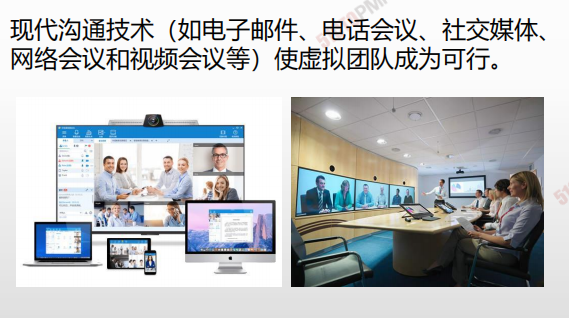 现代沟通技术（如电子邮件、电话会议、社交媒体、
网络会议和视频会议等）使虚拟团队成为可行。